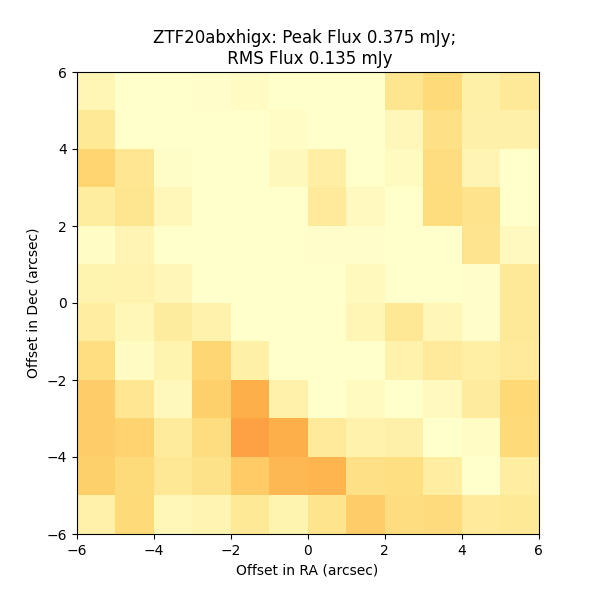 ZTF20abxhigx: Peak Flux 0.375 mJy;
RMS Flux 0.135 mJy
6
4
2
0
−2
−4
−6
Offset in Dec (arcsec)
−6 −4 −2 0 2 4 6
Offset in RA (arcsec)